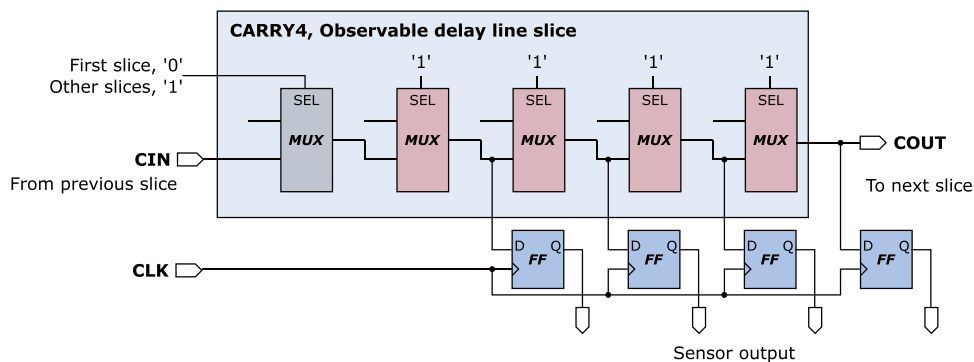 CARRY4, Observable delay line slice
First slice, '0'
Other slices, '1'
'1' '1' '1' '1'
SEL SEL SEL SEL SEL
MUX MUX MUX MUX MUX
CIN
COUT
From previous slice
To next slice
D Q D Q D Q D Q
FF FF FF FF
CLK
Sensor output